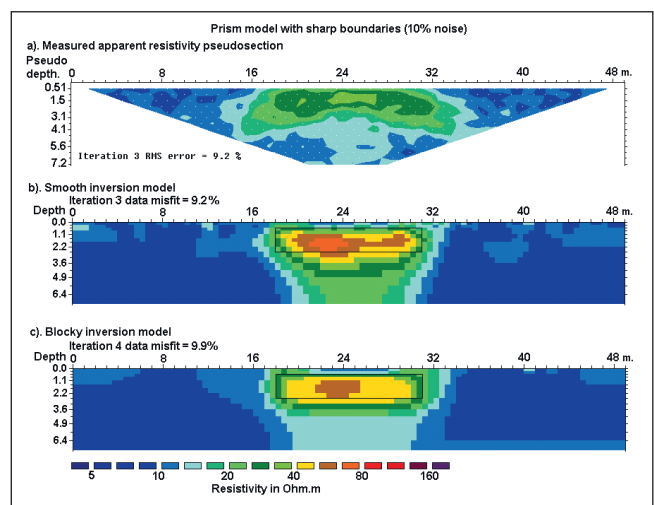 Prism model with sharp boundaries (10% noise)
a). Measured apparent resistivity pseudosection
Pseudo
depth.
0 8 16 24 32 40 48 m.
0.51
1.5
3.1
4.1
5.6
7.2
Iteration 3 RMS error = 9.2 %
b). Smooth inversion model
Iteration 3 data misfit = 9.2%
Depth 0 8 16 24 32 40 48 m.
0.0
1.1
2.2
3.6
4.9
6.4
c). Blocky inversion model
Iteration 4 data misfit = 9.9%
Depth 0 8 16 24 32 40 48 m.
0.0
1.1
2.2
3.6
4.9
6.4
5 10 20 40 80 160
Resistivity in Ohm.m